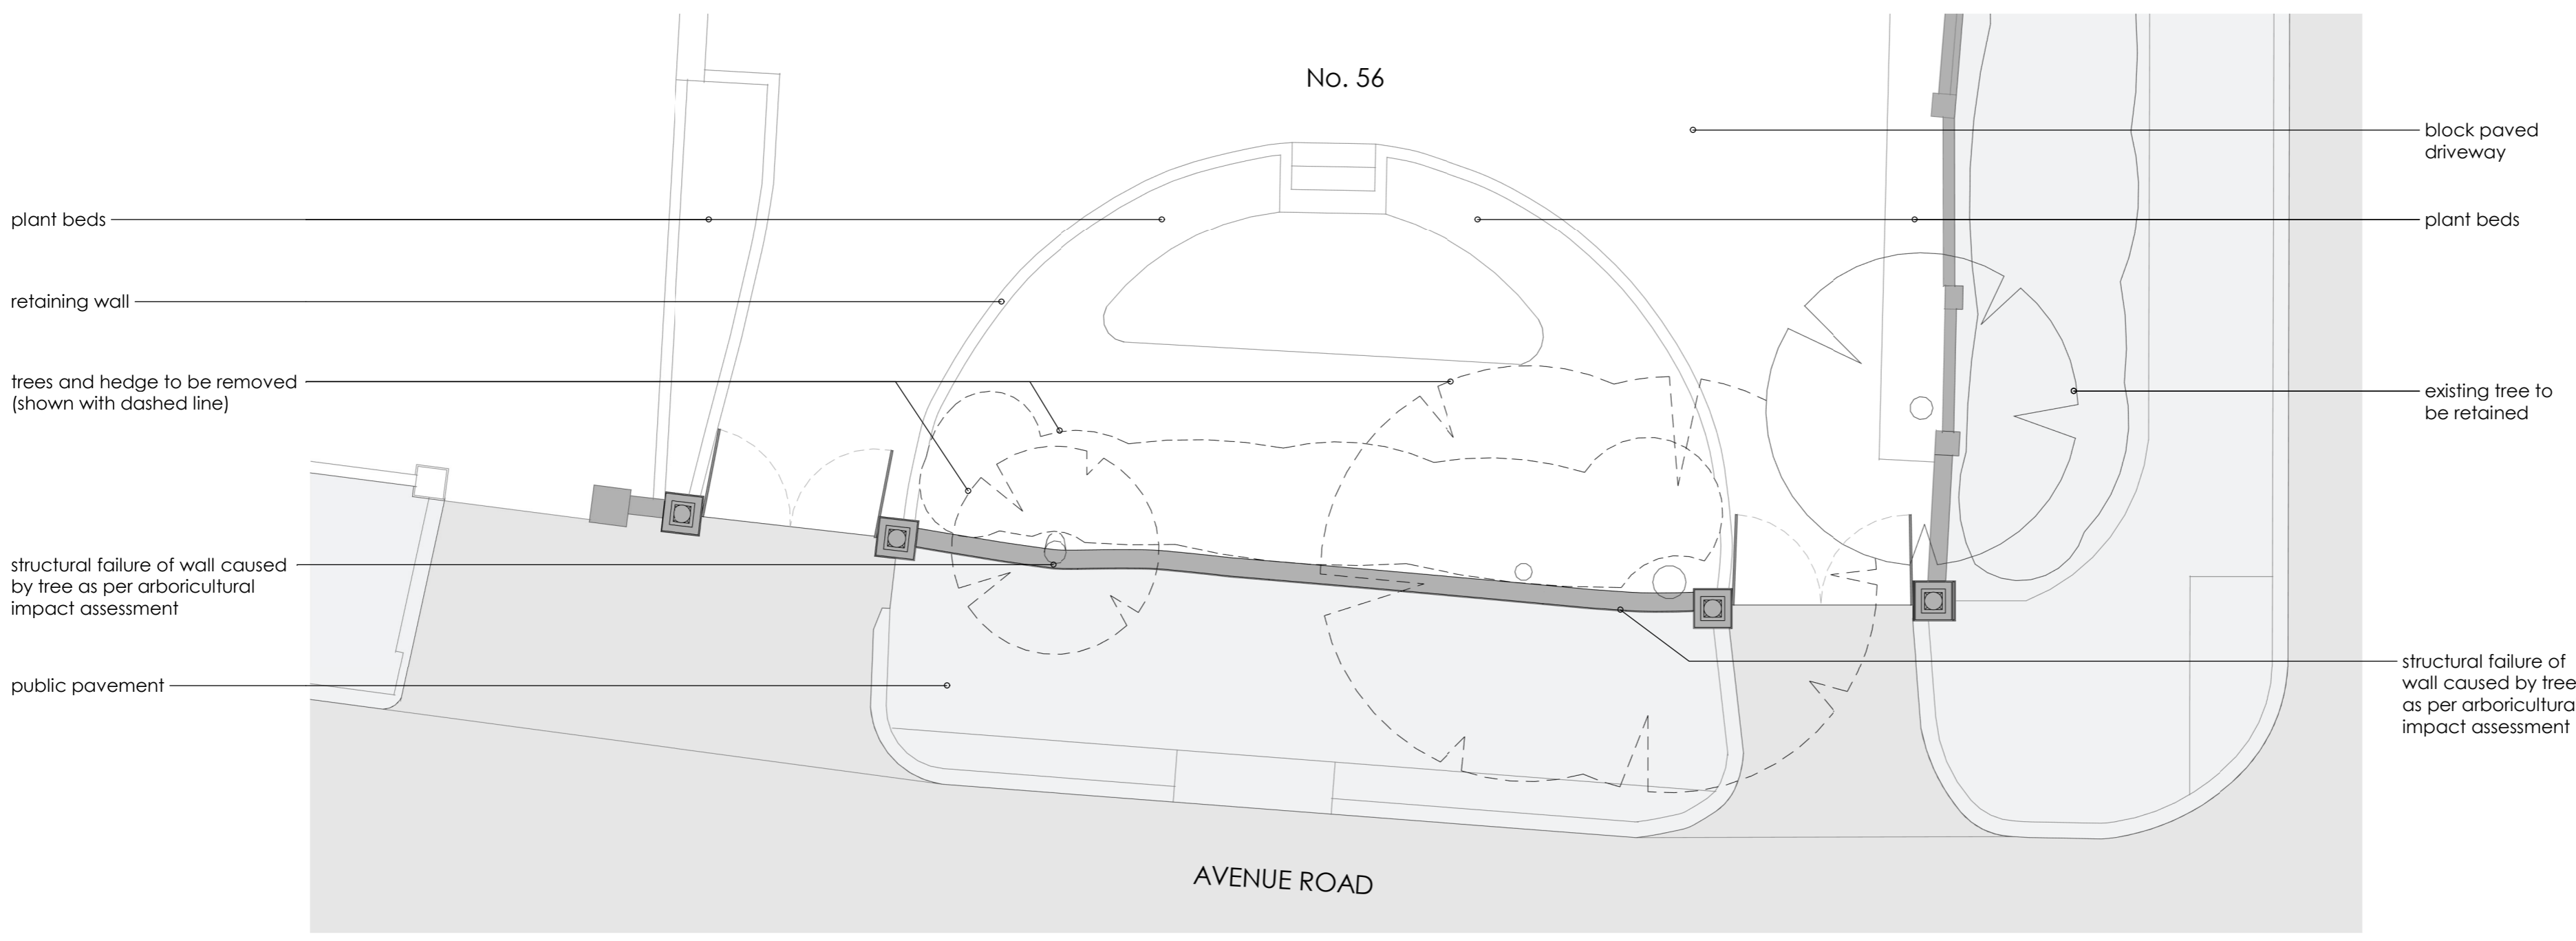 No. 56
block paved
driveway
plant beds
plant beds
retaining wall
trees and hedge to be removed
(shown with dashed line)
existing tree to
be retained
structural failure of wall caused
by tree as per arboricultural
impact assessment
public pavement
structural failure of
wall caused by tree
as per arboricultura
impact assessment
AVENUE ROAD